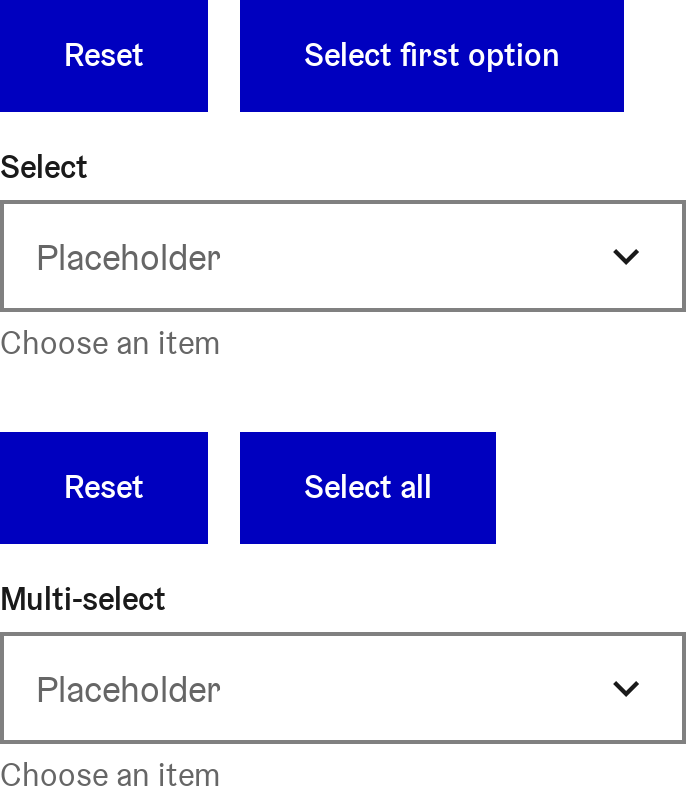 Reset Select first option
Select
Placeholder
Choose an item
Reset Select all
Multi-select
Placeholder
Choose an item